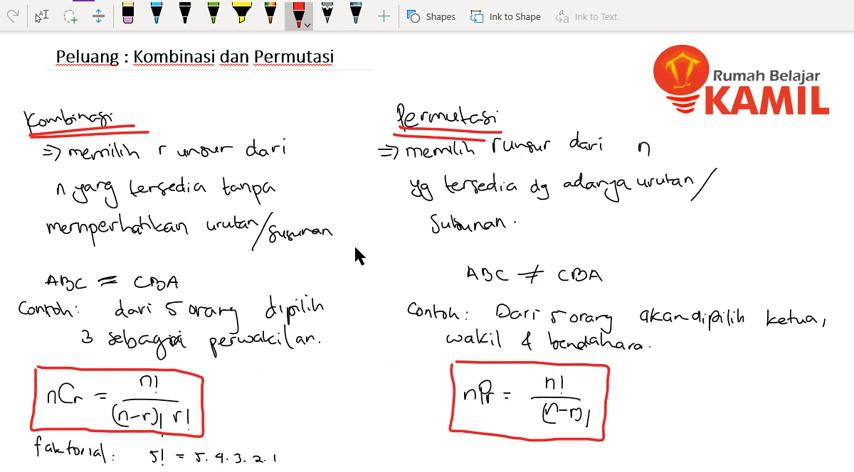 Shapes
Ink to Shape
Ink to Text
Peluang : Kombinasi dan Permutasi
Rumah Belajar
KAMIL
Kombinasi
⇒ memilih r unsur dari
n yang tersedia tanpa
memperhatikan urutan/susunan
ABC = CBA
Contoh: dari 5 orang dipilih
3 sebagai perwakilan.
nCr = n!
(n-r)! r!
faktorial: 5! = 5.4.3.2.1
Permutasi
⇒ memilih r unsur dari n
yg tersedia dg adanya urutan/
Susunan.
ABC ≠ CBA
Contoh: Dari 5 orang akan dipilih ketua,
wakil & bendahara.
nPr = n!
(n-r)!